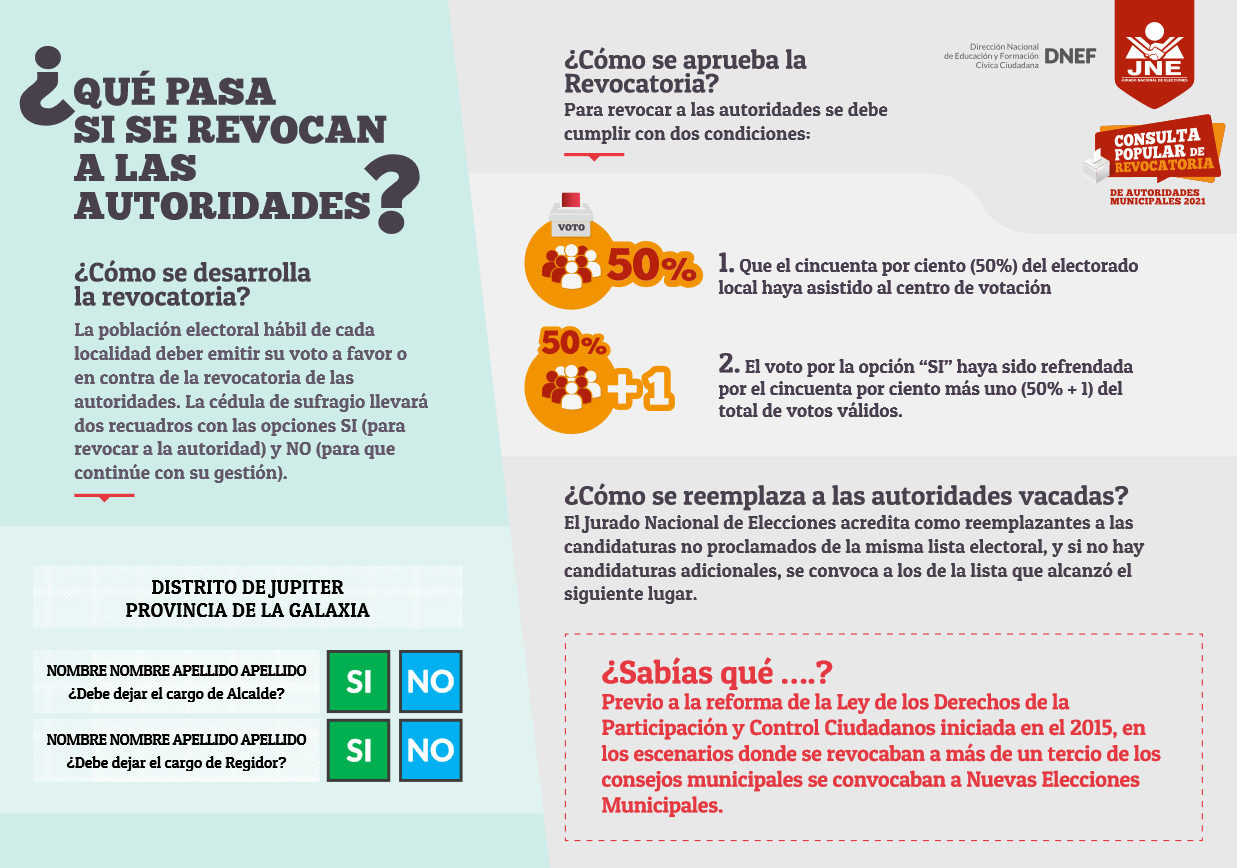 ¿QUÉ PASA
SI SE REVOCAN
A LAS
AUTORIDADES?
¿Cómo se desarrolla
la revocatoria?
La población electoral hábil de cada
localidad deber emitir su voto a favor o
en contra de la revocatoria de las
autoridades. La cédula de sufragio llevará
dos recuadros con las opciones SI (para
revocar a la autoridad) y NO (para que
continúe con su gestión).
DISTRITO DE JUPITER
PROVINCIA DE LA GALAXIA
NOMBRE NOMBRE APELLIDO APELLIDO
¿Debe dejar el cargo de Alcalde?
SI NO
NOMBRE NOMBRE APELLIDO APELLIDO
¿Debe dejar el cargo de Regidor?
SI NO
¿Cómo se aprueba la
Revocatoria?
Para revocar a las autoridades se debe
cumplir con dos condiciones:
Dirección Nacional
de Educación y Formación
Cívica Ciudadana
DNEF
JNE
JURADO NACIONAL DE ELECCIONES
CONSULTA
POPULAR DE
REVOCATORIA
DE AUTORIDADES
MUNICIPALES 2021
VOTO
50%
1. Que el cincuenta por ciento (50%) del electorado
local haya asistido al centro de votación
50%
+1
2. El voto por la opción “SI” haya sido refrendada
por el cincuenta por ciento más uno (50% + 1) del
total de votos válidos.
¿Cómo se reemplaza a las autoridades vacadas?
El Jurado Nacional de Elecciones acredita como reemplazantes a las
candidaturas no proclamados de la misma lista electoral, y si no hay
candidaturas adicionales, se convoca a los de la lista que alcanzó el
siguiente lugar.
¿Sabías qué ....?
Previo a la reforma de la Ley de los Derechos de la
Participación y Control Ciudadanos iniciada en el 2015, en
los escenarios donde se revocaban a más de un tercio de los
consejos municipales se convocaban a Nuevas Elecciones
Municipales.